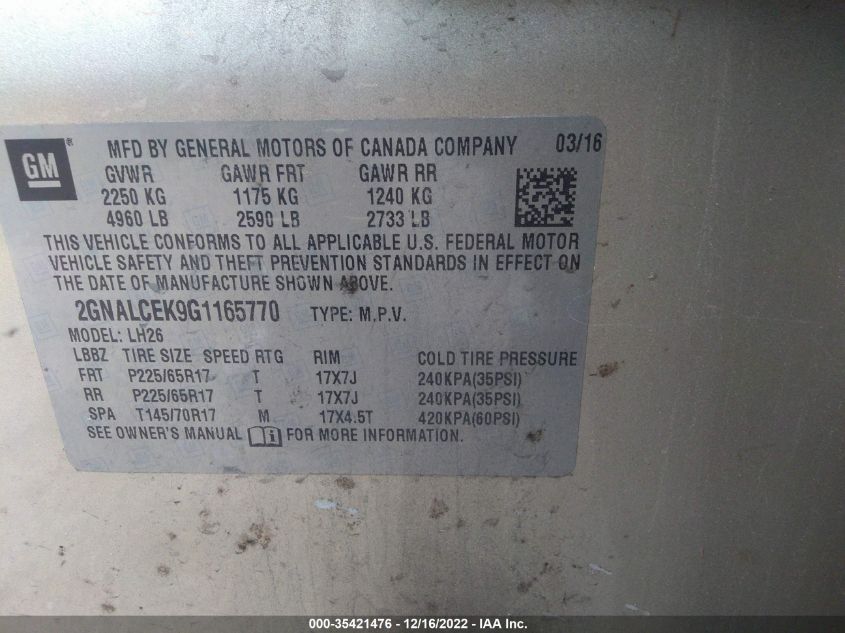 GM®
MFD BY GENERAL MOTORS OF CANADA COMPANY 03/16
GVWR GAWR FRT GAWR RR
2250 KG 1175 KG 1240 KG
4960 LB 2590 LB 2733 LB
THIS VEHICLE CONFORMS TO ALL APPLICABLE U.S. FEDERAL MOTOR
VEHICLE SAFETY AND THEFT PREVENTION STANDARDS IN EFFECT ON
THE DATE OF MANUFACTURE SHOWN ABOVE.
2GNALCEK9G1165770 TYPE: M.P.V.
MODEL: LH26
LBBZ TIRE SIZE SPEED RTG RIM COLD TIRE PRESSURE
FRT P225/65R17 T 17X7J 240KPA(35PSI)
RR P225/65R17 T 17X7J 240KPA(35PSI)
SPA T145/70R17 M 17X4.5T 420KPA(60PSI)
SEE OWNER'S MANUAL FOR MORE INFORMATION.
000-35421476 - 12/16/2022 - IAA Inc.